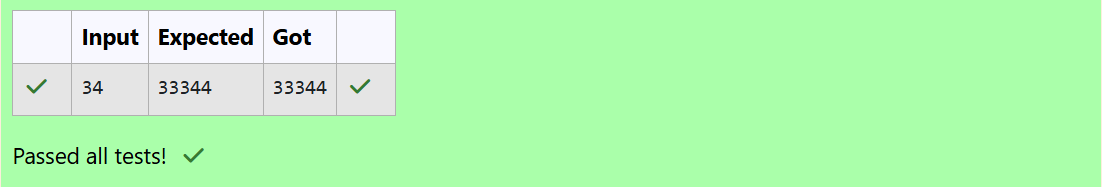 Input Expected Got
34 33344 33344
Passed all tests!